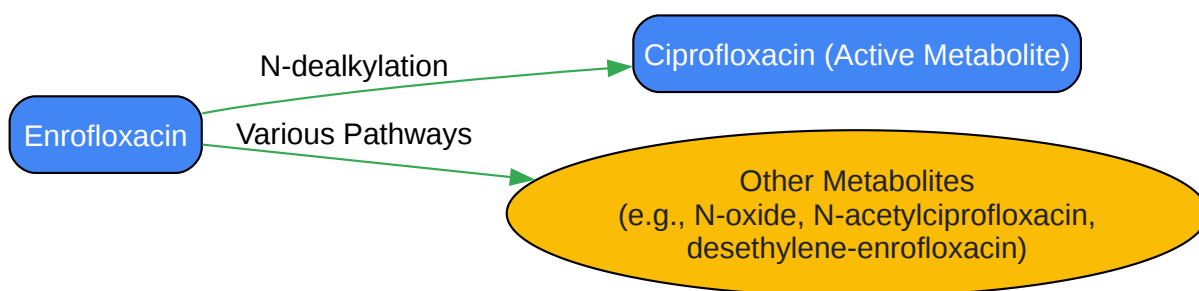 N-dealkylation
Ciprofloxacin (Active Metabolite)
Enrofloxacin
Various Pathways
Other Metabolites
(e.g., N-oxide, N-acetylciprofloxacin,
desethylene-enrofloxacin)